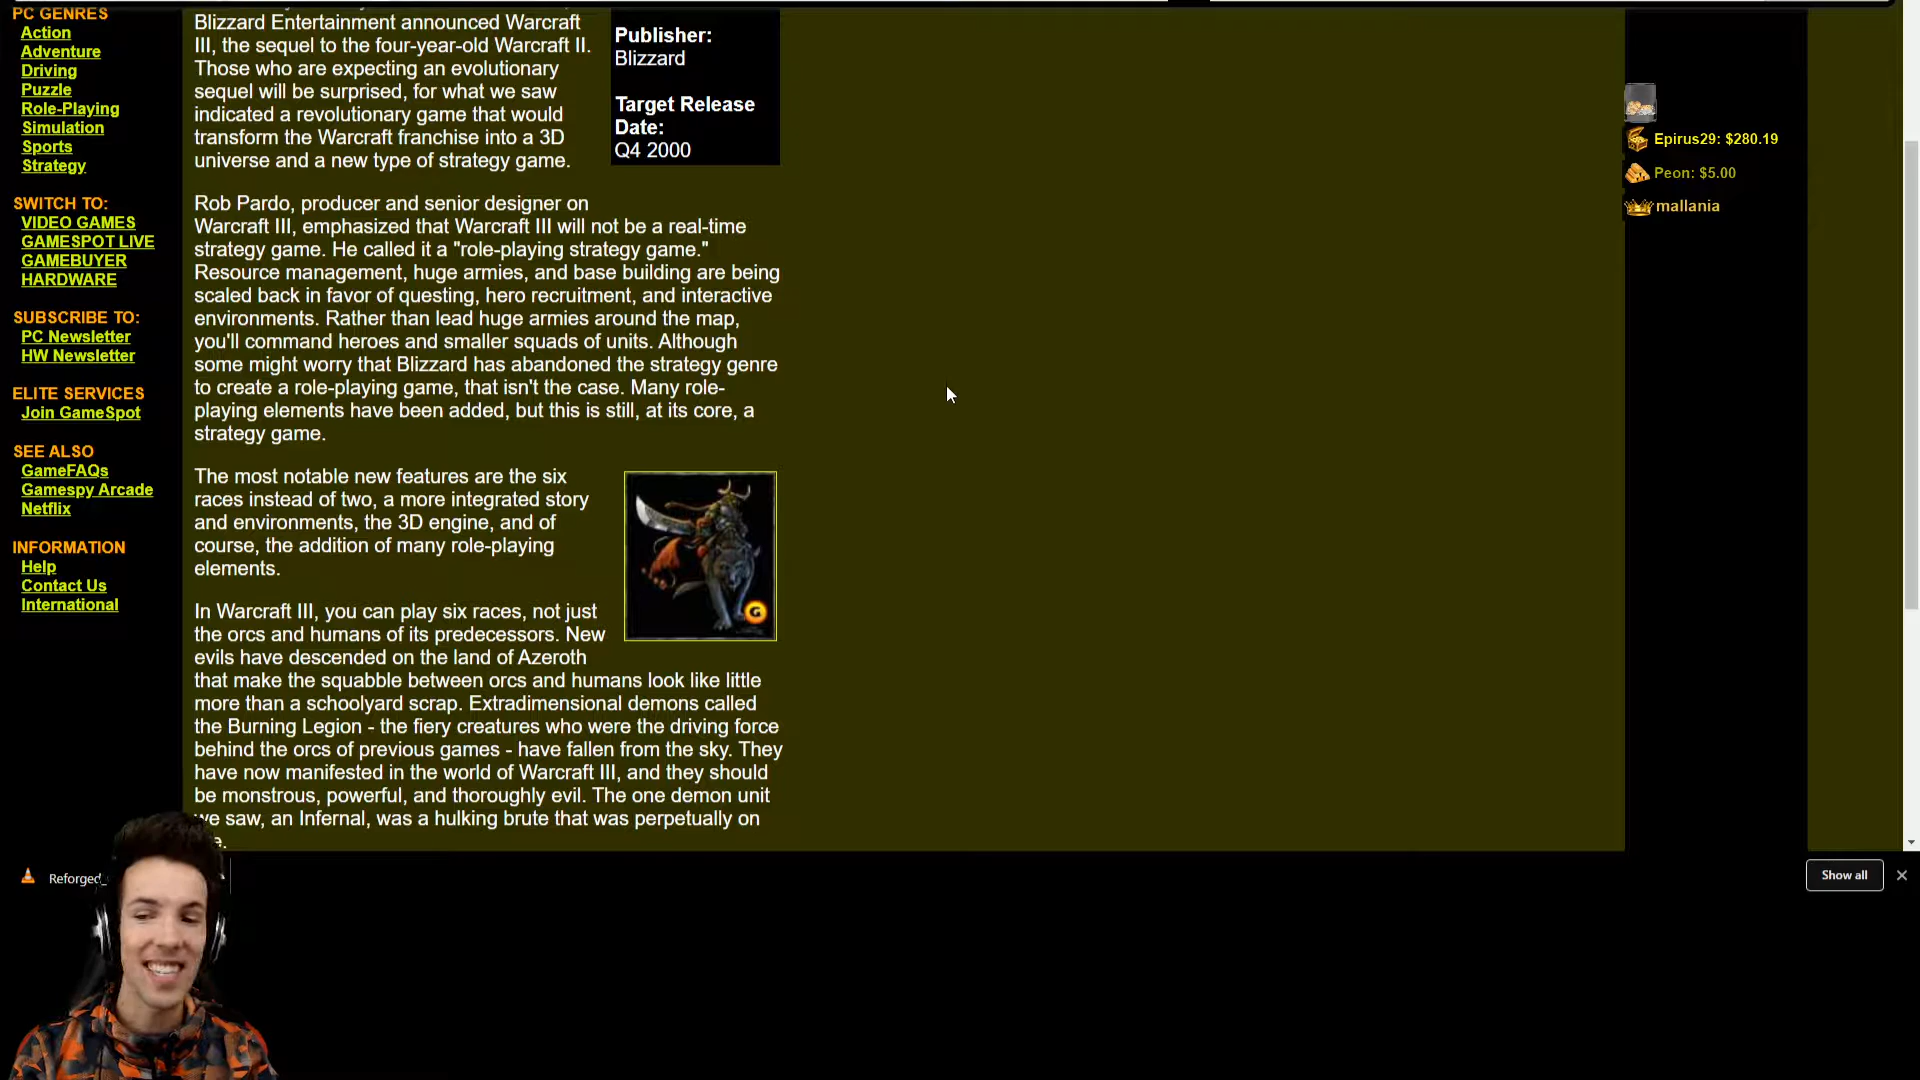 PC GENRES
Action
Adventure
Driving
Puzzle
Role-Playing
Simulation
Sports
Strategy
SWITCH TO:
VIDEO GAMES
GAMESPOT LIVE
GAMEBUYER
HARDWARE
SUBSCRIBE TO:
PC Newsletter
HW Newsletter
ELITE SERVICES
Join GameSpot
SEE ALSO
GameFAQs
Gamespy Arcade
Netflix
INFORMATION
Help
Contact Us
International
Blizzard Entertainment announced Warcraft
III, the sequel to the four-year-old Warcraft II.
Those who are expecting an evolutionary
sequel will be surprised, for what we saw
indicated a revolutionary game that would
transform the Warcraft franchise into a 3D
universe and a new type of strategy game.
Publisher:
Blizzard
Target Release
Date:
Q4 2000
Rob Pardo, producer and senior designer on
Warcraft III, emphasized that Warcraft III will not be a real-time
strategy game. He called it a "role-playing strategy game."
Resource management, huge armies, and base building are being
scaled back in favor of questing, hero recruitment, and interactive
environments. Rather than lead huge armies around the map,
you'll command heroes and smaller squads of units. Although
some might worry that Blizzard has abandoned the strategy genre
to create a role-playing game, that isn't the case. Many role-
playing elements have been added, but this is still, at its core, a
strategy game.
The most notable new features are the six
races instead of two, a more integrated story
and environments, the 3D engine, and of
course, the addition of many role-playing
elements.
In Warcraft III, you can play six races, not just
the orcs and humans of its predecessors. New
evils have descended on the land of Azeroth
that make the squabble between orcs and humans look like little
more than a schoolyard scrap. Extradimensional demons called
the Burning Legion - the fiery creatures who were the driving force
behind the orcs of previous games - have fallen from the sky. They
have now manifested in the world of Warcraft III, and they should
be monstrous, powerful, and thoroughly evil. The one demon unit
we saw, an Infernal, was a hulking brute that was perpetually on
G
Epirus29: $280.19
Peon: $5.00
mallania
Reforged_
Show all